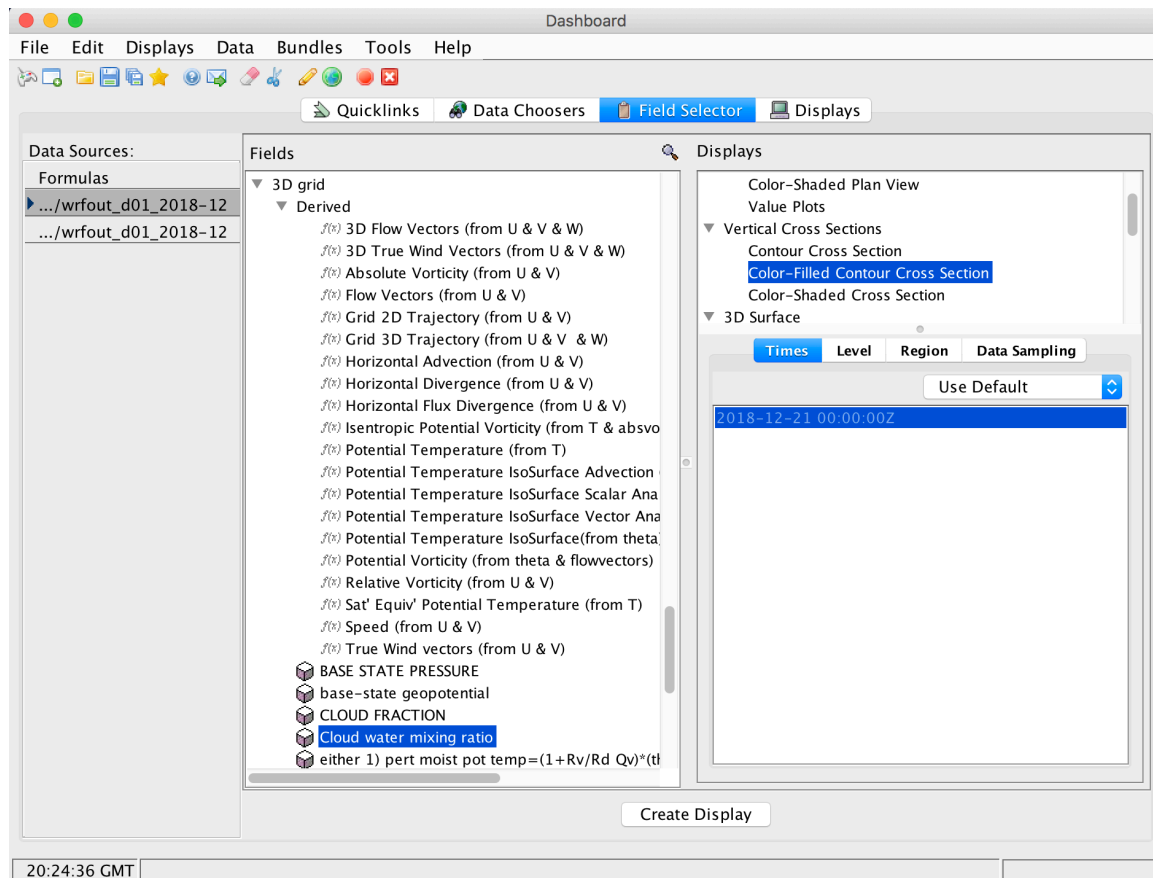 Dashboard
File Edit Displays Data Bundles Tools Help
Quicklinks Data Choosers Field Selector Displays
Data Sources:
Formulas
.../wrfout_d01_2018-12
.../wrfout_d01_2018-12
Fields
3D grid
Derived
f(x) 3D Flow Vectors (from U & V & W)
f(x) 3D True Wind Vectors (from U & V & W)
f(x) Absolute Vorticity (from U & V)
f(x) Flow Vectors (from U & V)
f(x) Grid 2D Trajectory (from U & V)
f(x) Grid 3D Trajectory (from U & V & W)
f(x) Horizontal Advection (from U & V)
f(x) Horizontal Divergence (from U & V)
f(x) Horizontal Flux Divergence (from U & V)
f(x) Isentropic Potential Vorticity (from T & absvo
f(x) Potential Temperature (from T)
f(x) Potential Temperature IsoSurface Advection (
f(x) Potential Temperature IsoSurface Scalar Ana
f(x) Potential Temperature IsoSurface Vector Ana
f(x) Potential Temperature IsoSurface(from theta
f(x) Potential Vorticity (from theta & flowvectors)
f(x) Relative Vorticity (from U & V)
f(x) Sat' Equiv' Potential Temperature (from T)
f(x) Speed (from U & V)
f(x) True Wind vectors (from U & V)
BASE STATE PRESSURE
base-state geopotential
CLOUD FRACTION
Cloud water mixing ratio
either 1) pert moist pot temp=(1+Rv/Rd Qv)*(th
Displays
Color-Shaded Plan View
Value Plots
Vertical Cross Sections
Contour Cross Section
Color-Filled Contour Cross Section
Color-Shaded Cross Section
3D Surface
Times Level Region Data Sampling
Use Default
2018-12-21 00:00:00Z
Create Display
20:24:36 GMT